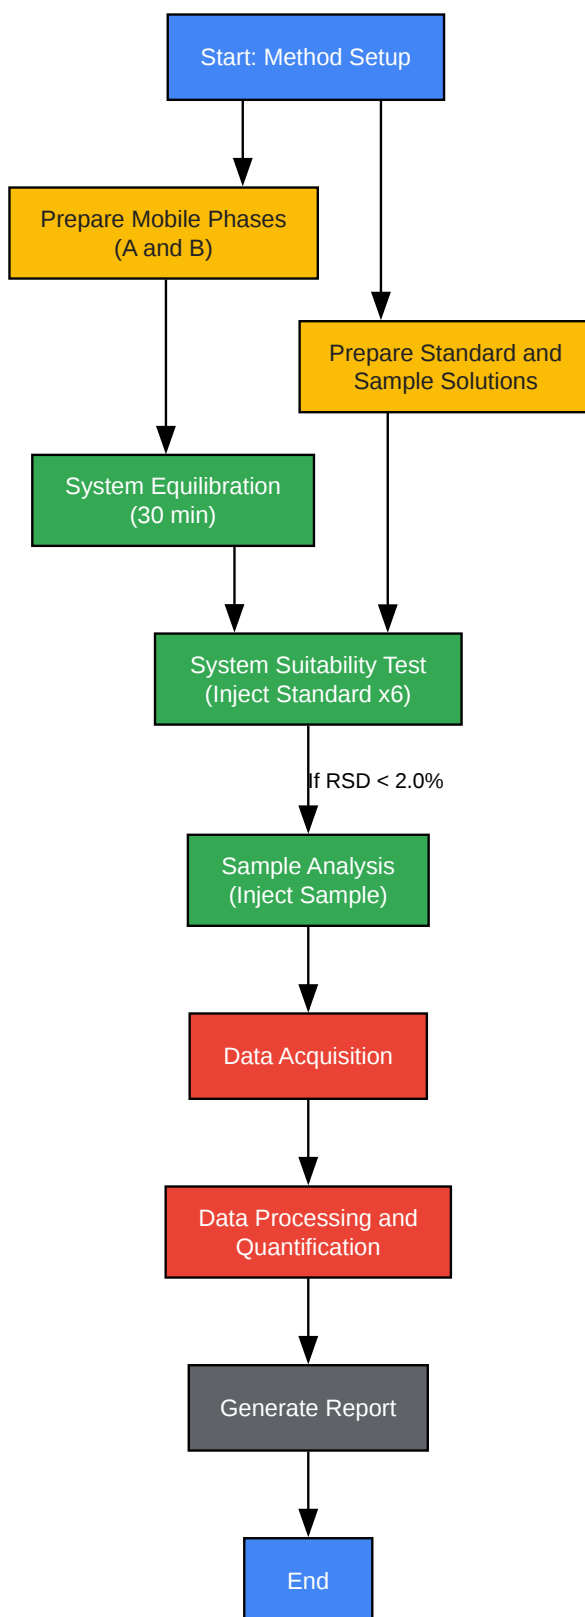 Start: Method Setup
Prepare Mobile Phases
(A and B)
Prepare Standard and
Sample Solutions
System Equilibration
(30 min)
System Suitability Test
(Inject Standard x6)
If RSD < 2.0%
Sample Analysis
(Inject Sample)
Data Acquisition
Data Processing and
Quantification
Generate Report
End